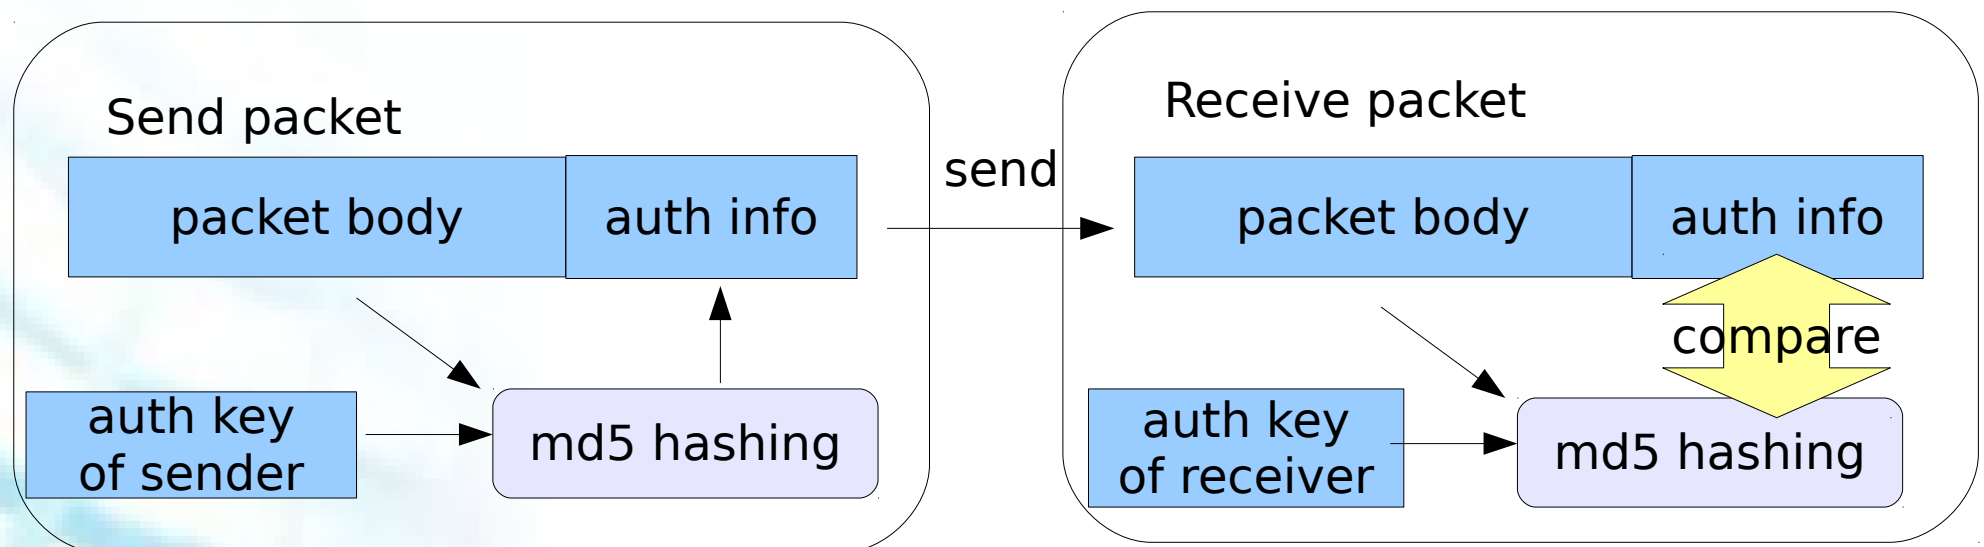 Send packet
packet body
auth info
auth key
of sender
md5 hashing
send
Receive packet
packet body
auth info
compare
auth key
of receiver
md5 hashing